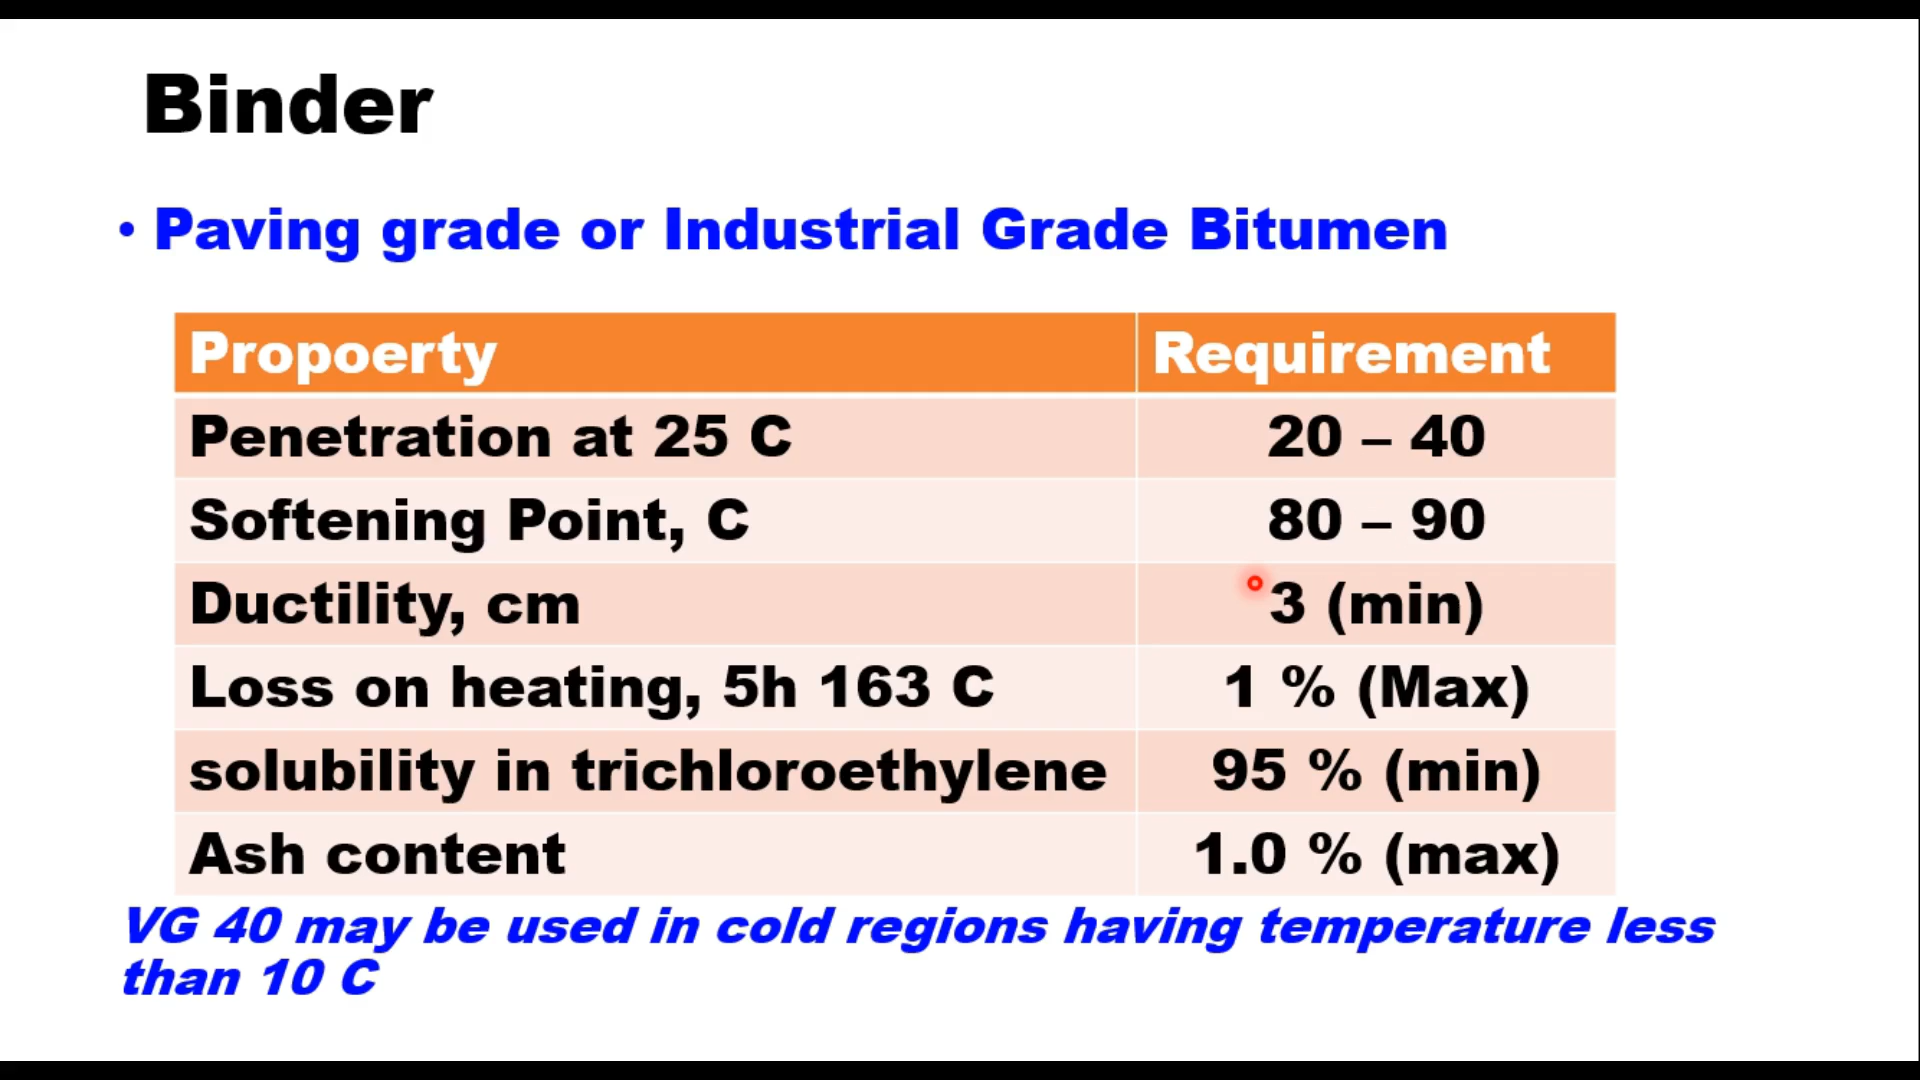 Binder
• Paving grade or Industrial Grade Bitumen
Propoerty Requirement
Penetration at 25 C 20 – 40
Softening Point, C 80 – 90
Ductility, cm 3 (min)
Loss on heating, 5h 163 C 1 % (Max)
solubility in trichloroethylene 95 % (min)
Ash content 1.0 % (max)
VG 40 may be used in cold regions having temperature less
than 10 C